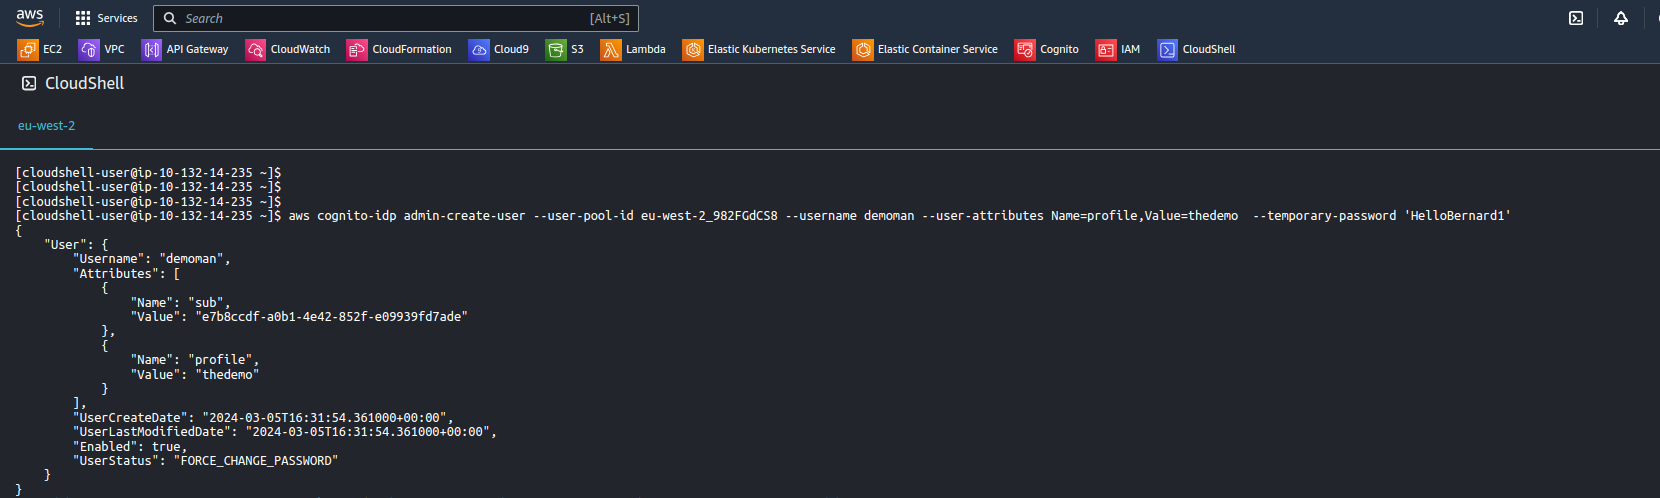 aws Services Search [Alt+S]
EC2 VPC API Gateway CloudWatch CloudFormation Cloud9 S3 Lambda Elastic Kubernetes Service Elastic Container Service Cognito IAM CloudShell
CloudShell
eu-west-2
[cloudshell-user@ip-10-132-14-235 ~]$
[cloudshell-user@ip-10-132-14-235 ~]$
[cloudshell-user@ip-10-132-14-235 ~]$
[cloudshell-user@ip-10-132-14-235 ~]$ aws cognito-idp admin-create-user --user-pool-id eu-west-2_982FGdCS8 --username demoman --user-attributes Name=profile,Value=thedemo  --temporary-password 'HelloBernard1'
{
    "User": {
        "Username": "demoman",
        "Attributes": [
            {
                "Name": "sub",
                "Value": "e7b8ccdf-a0b1-4e42-852f-e09939fd7ade"
            },
            {
                "Name": "profile",
                "Value": "thedemo"
            }
        ],
        "UserCreateDate": "2024-03-05T16:31:54.361000+00:00",
        "UserLastModifiedDate": "2024-03-05T16:31:54.361000+00:00",
        "Enabled": true,
        "UserStatus": "FORCE_CHANGE_PASSWORD"
    }
}